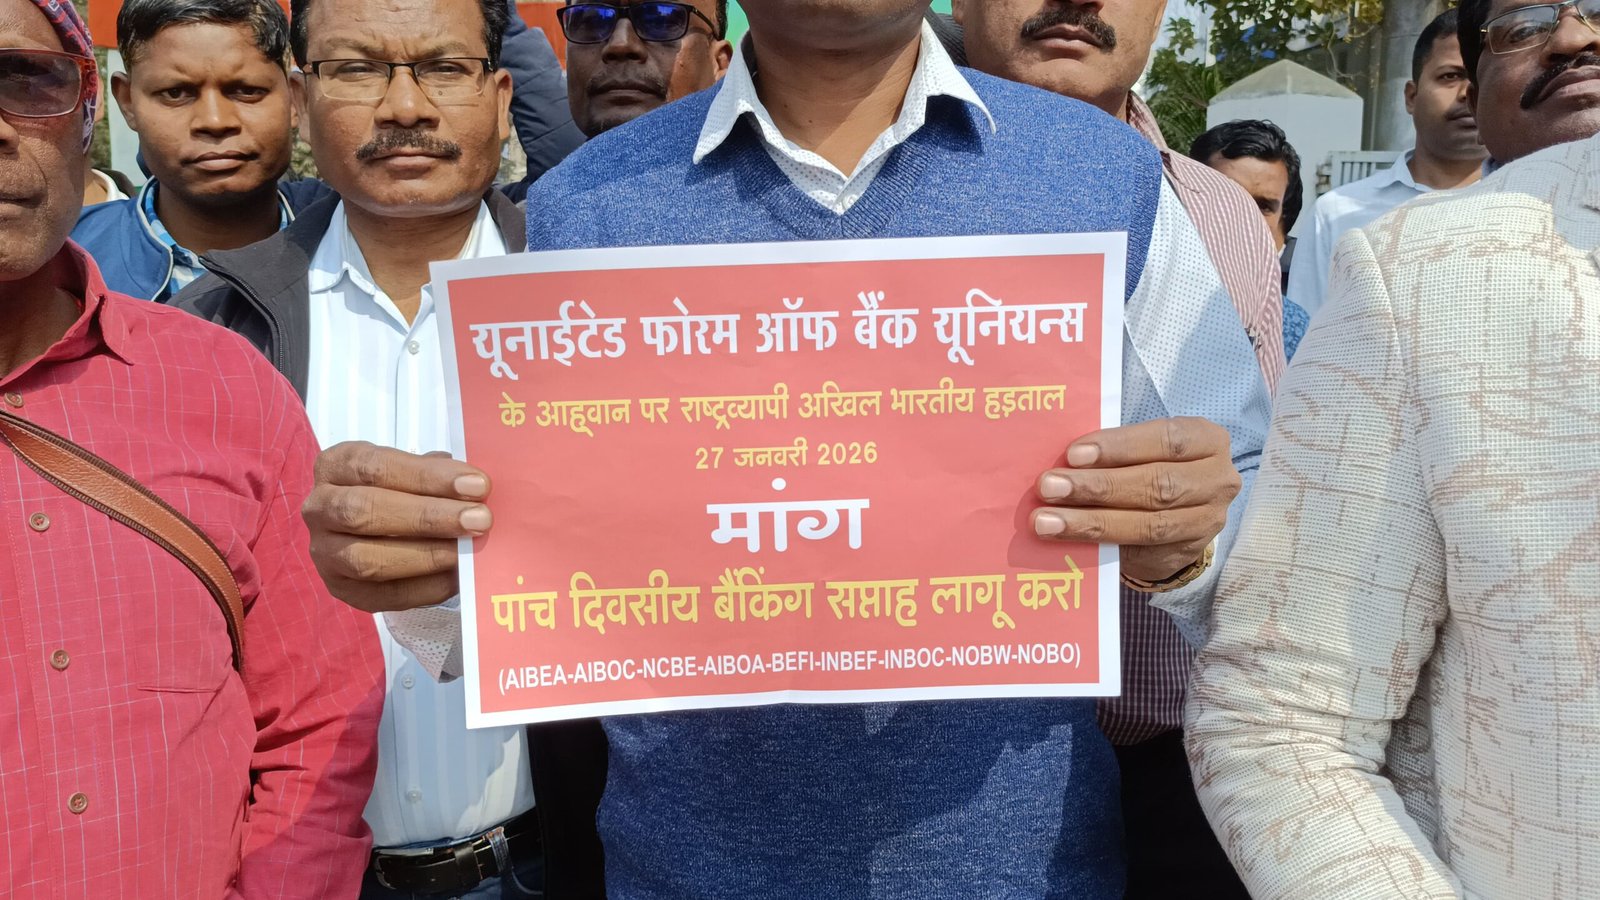 यूनाईटेड फोरम ऑफ बैंक यूनियन्स
के आह्वान पर राष्ट्रव्यापी अखिल भारतीय हड़ताल
27 जनवरी 2026
मांग
पांच दिवसीय बैंकिंग सप्ताह लागू करो
(AIBEA-AIBOC-NCBE-AIBOA-BEFI-INBEF-INBOC-NOBW-NOBO)